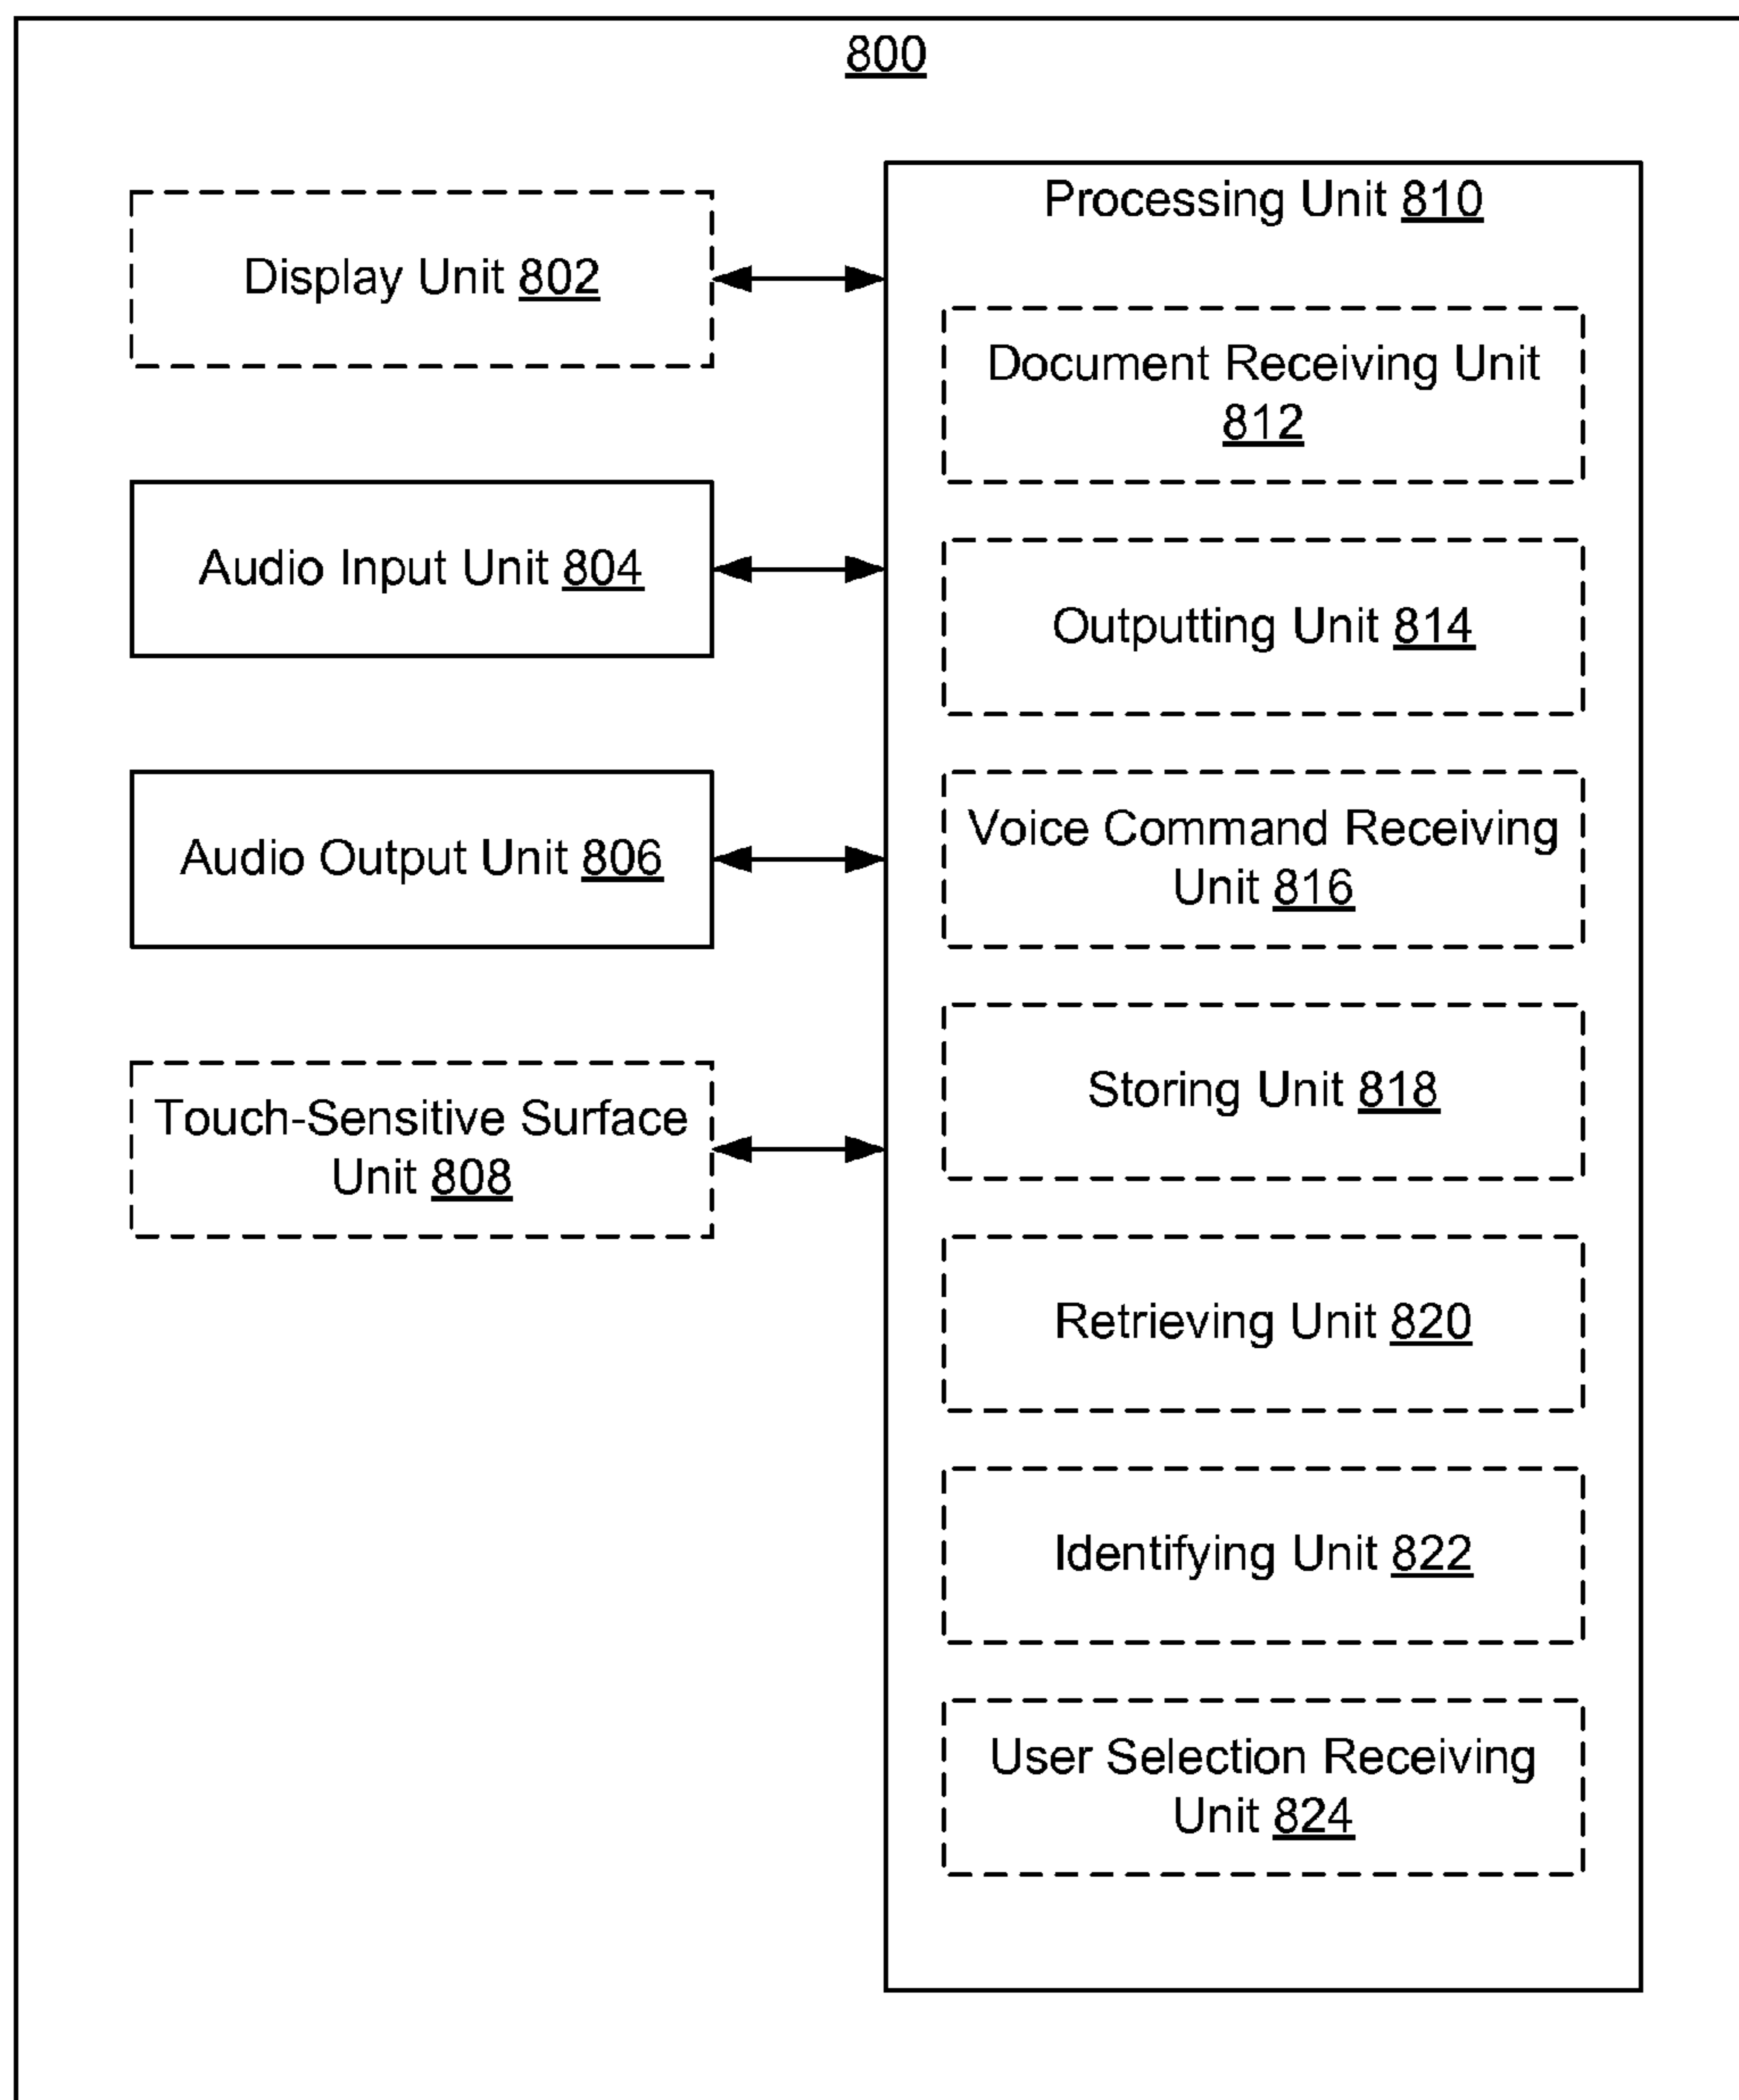 800
Display Unit 802
Audio Input Unit 804
Audio Output Unit 806
Touch-Sensitive Surface
Unit 808
Processing Unit 810
Document Receiving Unit
812
Outputting Unit 814
Voice Command Receiving
Unit 816
Storing Unit 818
Retrieving Unit 820
Identifying Unit 822
User Selection Receiving
Unit 824